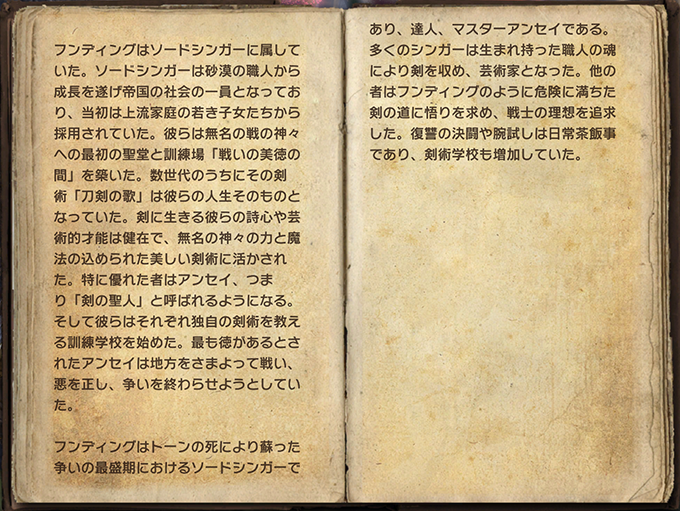 フンディングはソードシンガーに属して
いた。ソードシンガーは砂漠の職人から
成長を遂げ帝国の社会の一員となってお
り、当初は上流家庭の若き子女たちから
採用されていた。彼らは無名の戦の神々
への最初の聖堂と訓練場「戦いの美徳の
間」を築いた。数世代のうちにその剣
術「刀剣の歌」は彼らの人生そのものと
なっていた。剣に生きる彼らの詩心や芸
術的才能は健在で、無名の神々の力と魔
法の込められた美しい剣術に活かされ
た。特に優れた者はアンセイ、つま
り「剣の聖人」と呼ばれるようになる。
そして彼らはそれぞれ独自の剣術を教え
る訓練学校を始めた。最も徳があるとさ
れたアンセイは地方をさまよって戦い、
悪を正し、争いを終わらせようとしてい
た。
フンディングはトーンの死により蘇った
争いの最盛期におけるソードシンガーで
あり、達人、マスターアンセイである。
多くのシンガーは生まれ持った職人の魂
により剣を収め、芸術家となった。他の
者はフンディングのように危険に満ちた
剣の道に悟りを求め、戦士の理想を追求
した。復讐の決闘や腕試しは日常茶飯事
であり、剣術学校も増加していた。